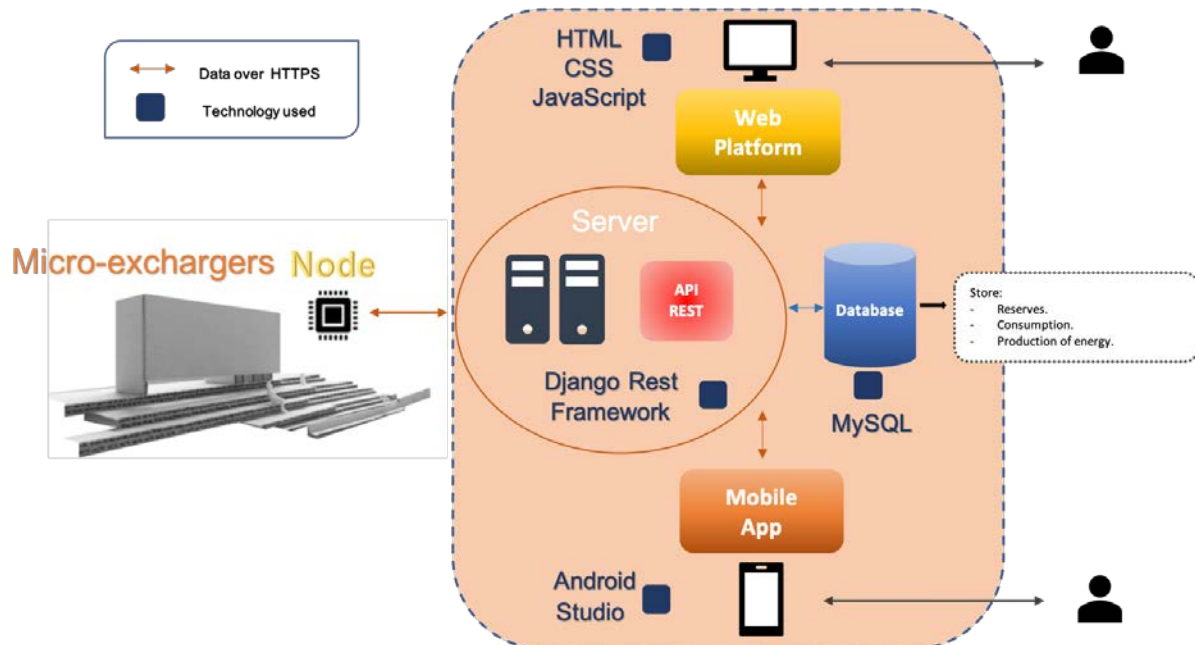 Data over HTTPS
Technology used
HTML
CSS
JavaScript
Web
Platform
Micro-exchargers Node
Server
API
REST
Django Rest
Framework
Database
MySQL
Store:
- Reserves.
- Consumption.
- Production of energy.
Mobile
App
Android
Studio